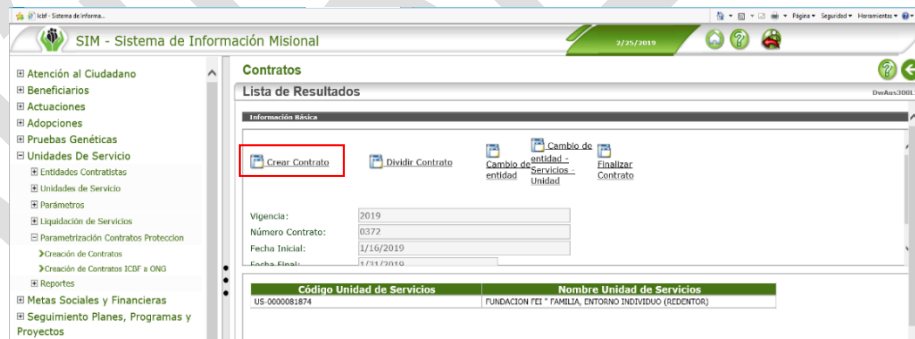 Icbf - Sistema de Informa...
Página Seguridad Herramientas
SIM - Sistema de Información Misional
2/25/2019
Atención al Ciudadano
Beneficiarios
Actuaciones
Adopciones
Pruebas Genéticas
Unidades De Servicio
Entidades Contratistas
Unidades de Servicio
Parámetros
Liquidación de Servicios
Parametrización Contratos Proteccion
Creación de Contratos
Creación de Contratos ICBF a ONG
Reportes
Metas Sociales y Financieras
Seguimiento Planes, Programas y
Proyectos
Contratos
Lista de Resultados
Información Básica
Crear Contrato
Dividir Contrato
Cambio de
entidad
Cambio de
entidad -
Servicios -
Unidad
Finalizar
Contrato
Vigencia: 2019
Número Contrato: 0372
Fecha Inicial: 1/16/2019
Fecha Final: 1/31/2019
Código Unidad de Servicios Nombre Unidad de Servicios
US-0000081874 FUNDACION FEI " FAMILIA, ENTORNO INDIVIDUO (REDENTOR)